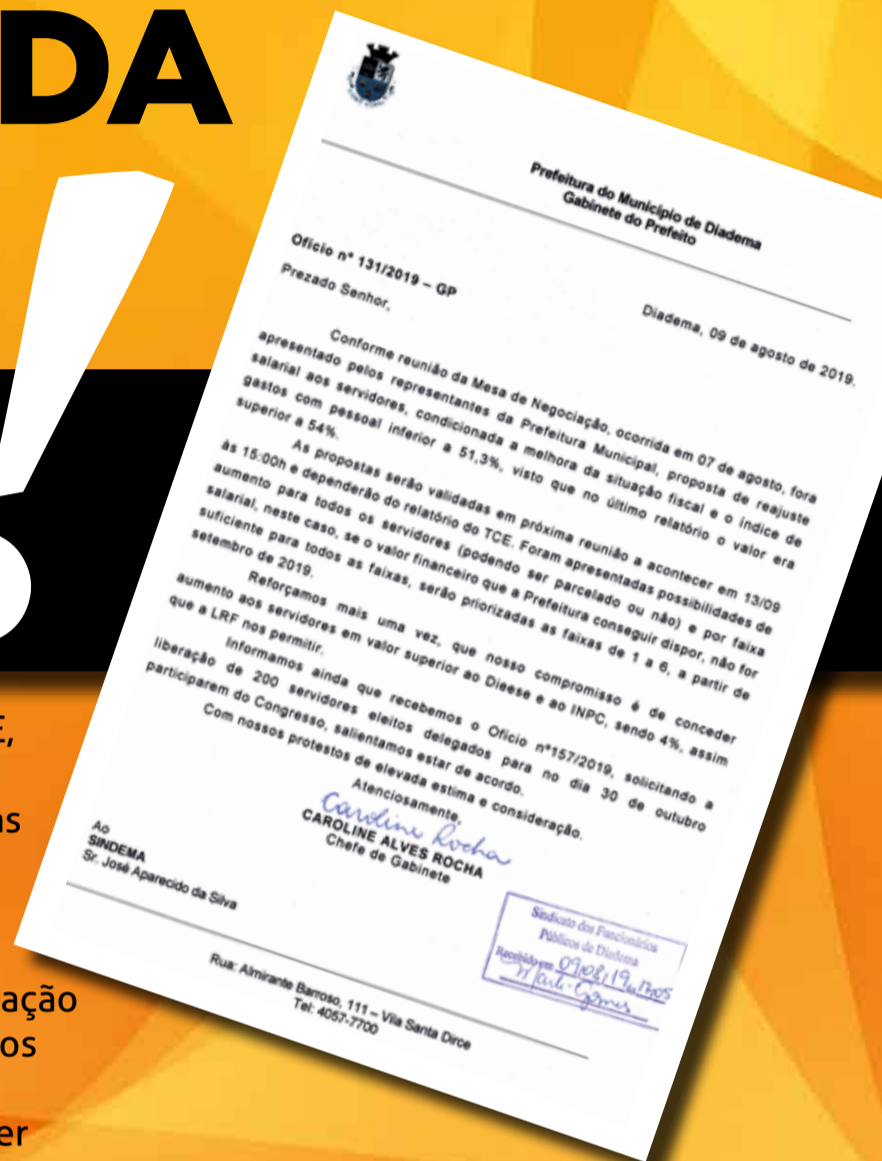 DA
!
Prefeitura do Município de Diadema
Gabinete do Prefeito
Ofício nº 131/2019 – GP
Diadema, 09 de agosto de 2019.
Prezado Senhor,
Conforme reunião da Mesa de Negociação, ocorrida em 07 de agosto, fora
apresentado pelos representantes da Prefeitura Municipal, proposta de reajuste
salarial aos servidores, condicionada a melhora da situação fiscal e o índice de
gastos com pessoal inferior a 51,3%, visto que no último relatório o valor era
superior a 54%.
As propostas serão validadas em próxima reunião a acontecer em 13/09
às 15:00h e dependerão do relatório do TCE. Foram apresentadas possibilidades de
aumento para todos os servidores (podendo ser parcelado ou não) e por faixa
salarial, neste caso, se o valor financeiro que a Prefeitura conseguir dispor, não for
suficiente para todos as faixas, serão priorizadas as faixas de 1 a 6, a partir de
setembro de 2019.
Reforçamos mais uma vez, que nosso compromisso é de conceder
aumento aos servidores em valor superior ao Dieese e ao INPC, sendo 4%, assim
que a LRF nos permitir.
Informamos ainda que recebemos o Ofício nº157/2019, solicitando a
liberação de 200 servidores eleitos delegados para no dia 30 de outubro
participarem do Congresso, salientamos estar de acordo.
Com nossos protestos de elevada estima e consideração.
Atenciosamente,
Caroline Rocha
CAROLINE ALVES ROCHA
Chefe de Gabinete
Ao
SINDEMA
Sr. José Aparecido da Silva
Sindicato dos Funcionários
Públicos de Diadema
Recebido em 09/08/19
Gomes
Rua: Almirante Barroso, 111 – Vila Santa Dirce
Tel: 4057-7700
E,
as
ação
os
er